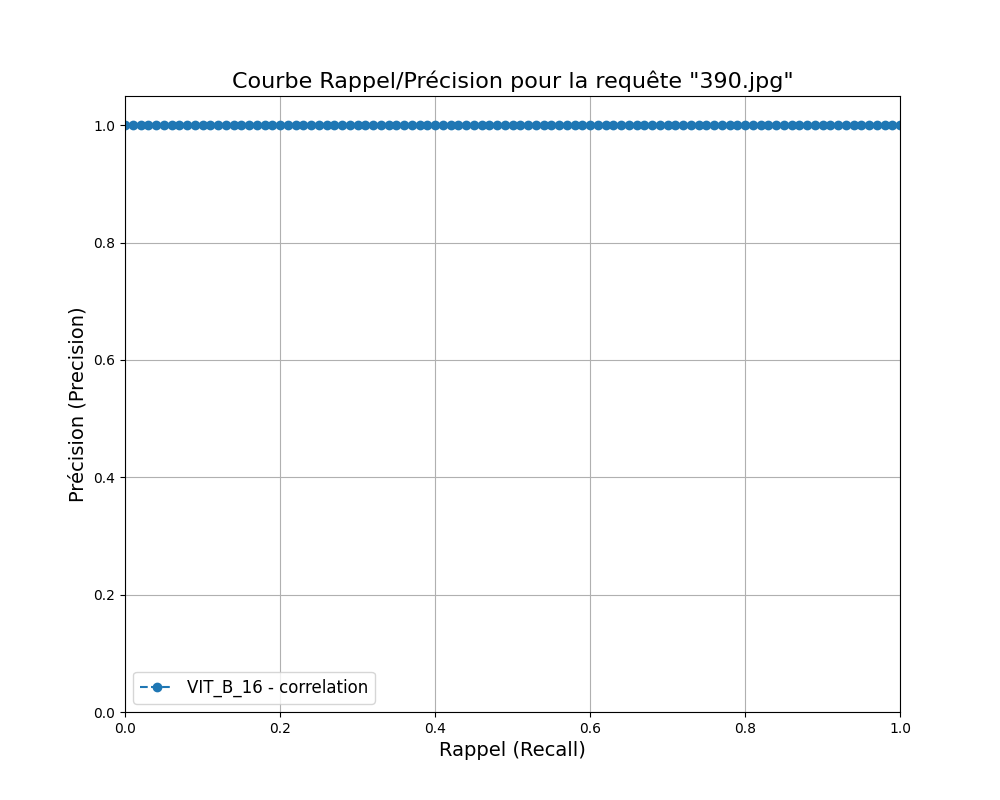 Courbe Rappel/Précision pour la requête "390.jpg"
Précision (Precision)
1.0
0.8
0.6
0.4
0.2
0.0
VIT_B_16 - correlation
0.0 0.2 0.4 0.6 0.8 1.0
Rappel (Recall)